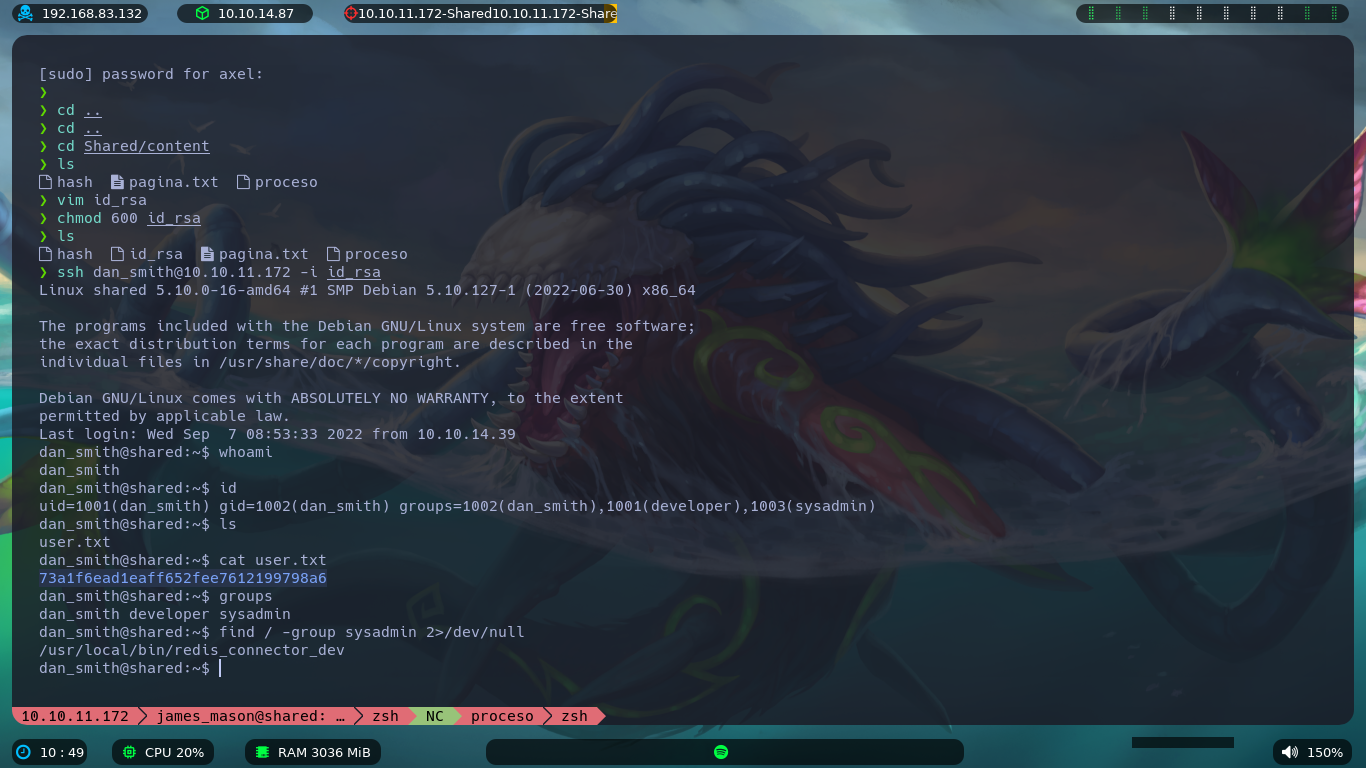 192.168.83.132
10.10.14.87
10.10.11.172-Shared10.10.11.172-Share
[sudo] password for axel:
❯
❯ cd ..
❯ cd ..
❯ cd Shared/content
❯ ls
hash pagina.txt proceso
❯ vim id_rsa
❯ chmod 600 id_rsa
❯ ls
hash id_rsa pagina.txt proceso
❯ ssh dan_smith@10.10.11.172 -i id_rsa
Linux shared 5.10.0-16-amd64 #1 SMP Debian 5.10.127-1 (2022-06-30) x86_64
The programs included with the Debian GNU/Linux system are free software;
the exact distribution terms for each program are described in the
individual files in /usr/share/doc/*/copyright.
Debian GNU/Linux comes with ABSOLUTELY NO WARRANTY, to the extent
permitted by applicable law.
Last login: Wed Sep  7 08:53:33 2022 from 10.10.14.39
dan_smith@shared:~$ whoami
dan_smith
dan_smith@shared:~$ id
uid=1001(dan_smith) gid=1002(dan_smith) groups=1002(dan_smith),1001(developer),1003(sysadmin)
dan_smith@shared:~$ ls
user.txt
dan_smith@shared:~$ cat user.txt
73a1f6ead1eaff652fee7612199798a6
dan_smith@shared:~$ groups
dan_smith developer sysadmin
dan_smith@shared:~$ find / -group sysadmin 2>/dev/null
/usr/local/bin/redis_connector_dev
dan_smith@shared:~$
10.10.11.172 james_mason@shared: … zsh NC proceso zsh
10 : 49 CPU 20% RAM 3036 MiB 150%